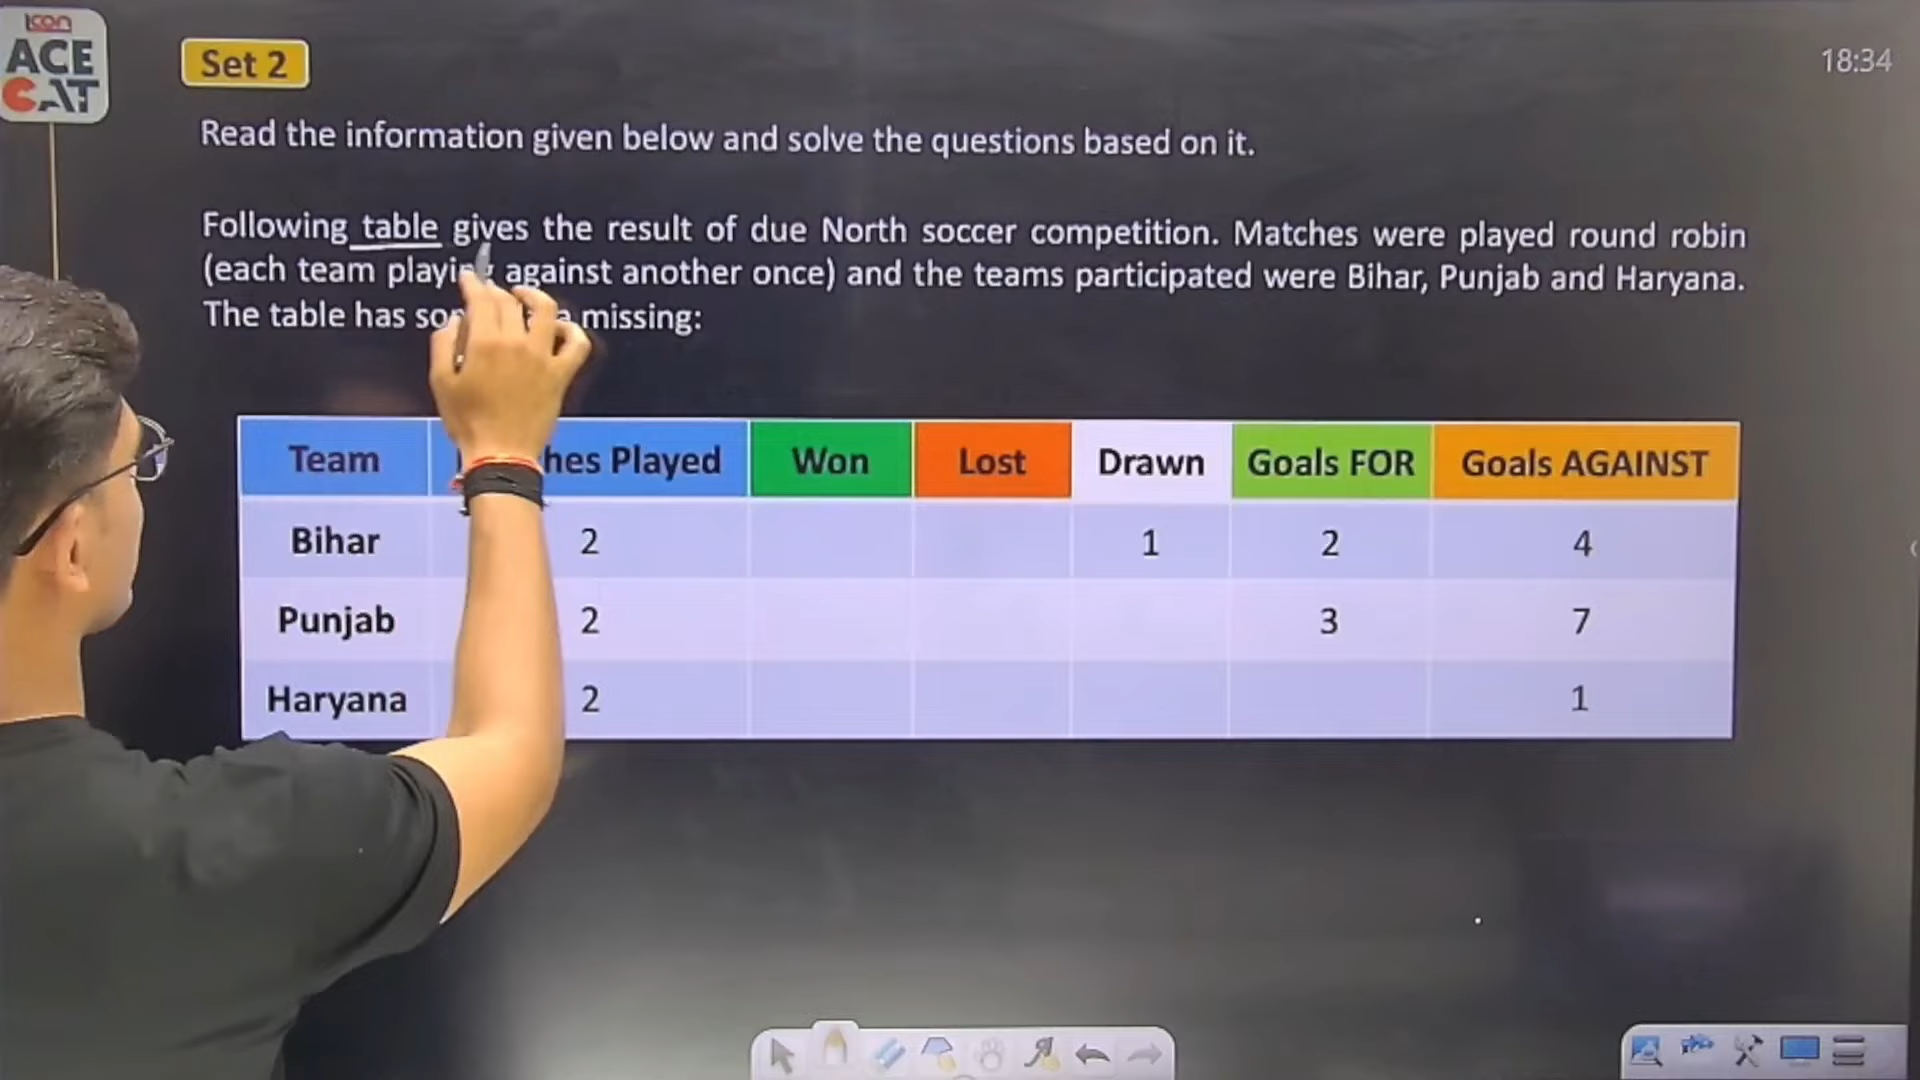 icon
ACE
CAT
Set 2
18:34
Read the information given below and solve the questions based on it.
Following table gives the result of due North soccer competition. Matches were played round robin
(each team playing against another once) and the teams participated were Bihar, Punjab and Haryana.
The table has missing:
Team hes Played Won Lost Drawn Goals FOR Goals AGAINST
Bihar 2 1 2 4
Punjab 2 3 7
Haryana 2 1